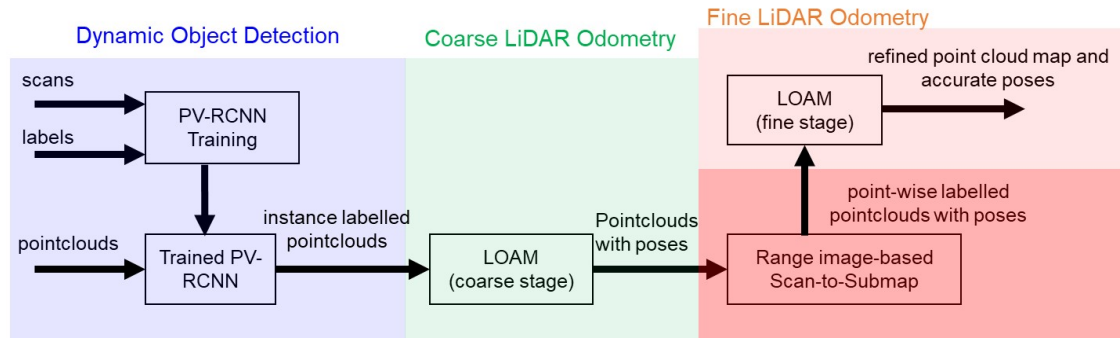 Dynamic Object Detection
Coarse LiDAR Odometry
Fine LiDAR Odometry
scans
labels
PV-RCNN
Training
pointclouds
Trained PV-
RCNN
instance labelled
pointclouds
LOAM
(coarse stage)
Pointclouds
with poses
Range image-based
Scan-to-Submap
point-wise labelled
pointclouds with poses
LOAM
(fine stage)
refined point cloud map and
accurate poses